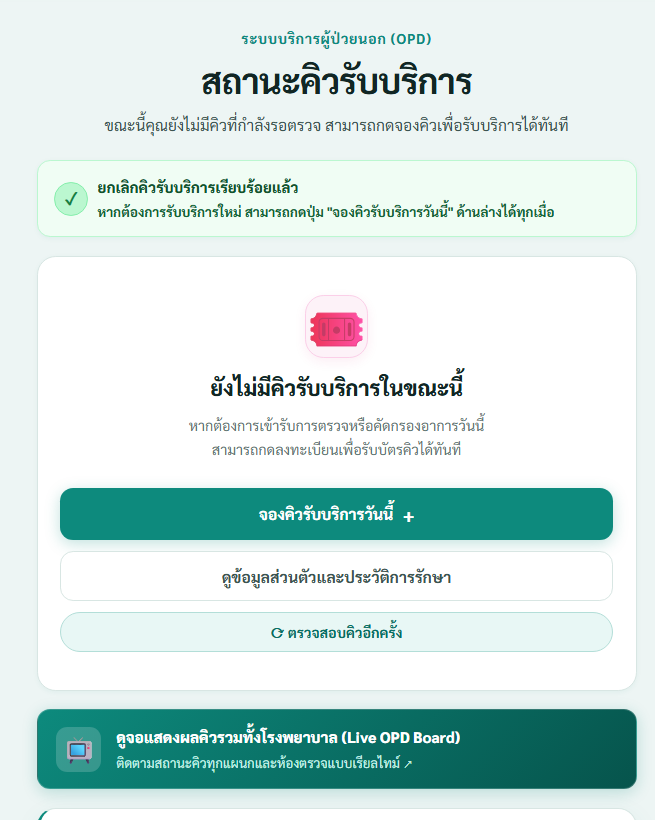 ระบบบริการผู้ป่วยนอก (OPD)
สถานะคิวรับบริการ
ขณะนี้คุณยังไม่มีคิวที่กำลังรอตรวจ สามารถกดจองคิวเพื่อรับบริการได้ทันที
✓
ยกเลิกคิวรับบริการเรียบร้อยแล้ว
หากต้องการรับบริการใหม่ สามารถกดปุ่ม "จองคิวรับบริการวันนี้" ด้านล่างได้ทุกเมื่อ
ยังไม่มีคิวรับบริการในขณะนี้
หากต้องการเข้ารับการตรวจหรือคัดกรองอาการวันนี้
สามารถกดลงทะเบียนเพื่อรับบัตรคิวได้ทันที
จองคิวรับบริการวันนี้ +
ดูข้อมูลส่วนตัวและประวัติการรักษา
⟳ ตรวจสอบคิวอีกครั้ง
ดูจอแสดงผลคิวรวมทั้งโรงพยาบาล (Live OPD Board)
ติดตามสถานะคิวทุกแผนกและห้องตรวจแบบเรียลไทม์ ↗